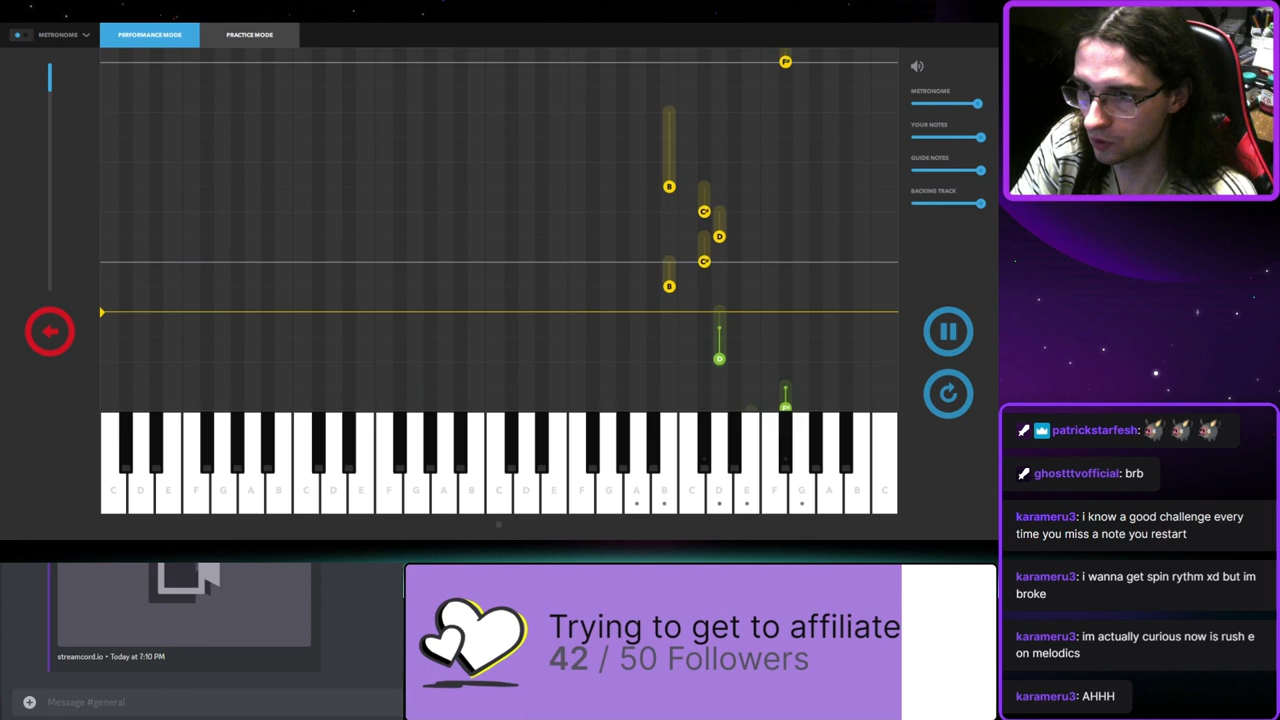 METRONOME
PERFORMANCE MODE
PRACTICE MODE
F#
B
C#
D
C#
B
D
METRONOME
YOUR NOTES
GUIDE NOTES
BACKING TRACK
C D E F G A B C D E F G A B C D E F G A B C D E F G A B C
patrickstarfesh:
ghostttvofficial: brb
karameru3: i know a good challenge every
time you miss a note you restart
karameru3: i wanna get spin rythm xd but im
broke
karameru3: im actually curious now is rush e
on melodics
karameru3: AHHH
streamcord.io • Today at 7:10 PM
Message #general
Trying to get to affiliate
42 / 50 Followers